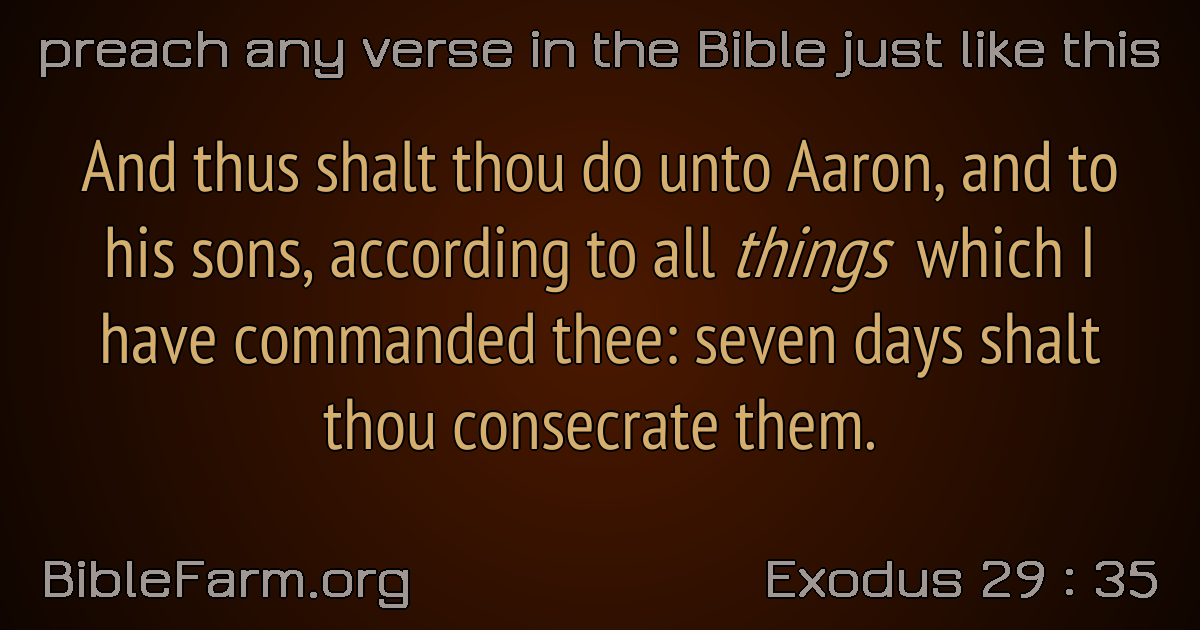 preach any verse in the Bible just like this
And thus shalt thou do unto Aaron, and to
his sons, according to all things which I
have commanded thee: seven days shalt
thou consecrate them.
BibleFarm.org
Exodus 29 : 35